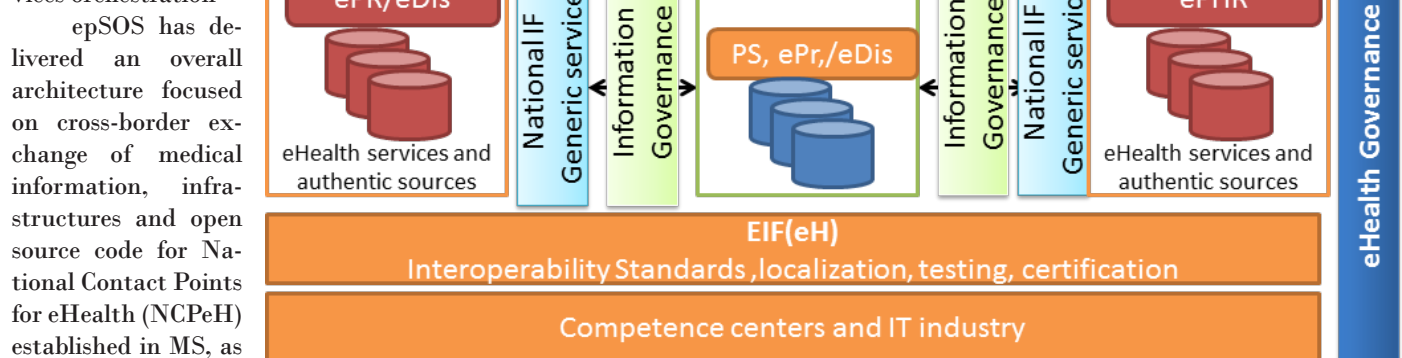 vices orchestration
epSOS has de-
livered an overall
architecture focused
on cross-border ex-
change of medical
information, infra-
structures and open
source code for Na-
tional Contact Points
for eHealth (NCPeH)
established in MS, as
ePR/eDis
eHealth services and
authentic sources
National IF
Generic service
Information
Governance
PS, ePr,/eDis
Information
Governance
National IF
Generic servic
ePHR
eHealth services and
authentic sources
EIF(eH)
Interoperability Standards ,localization, testing, certification
Competence centers and IT industry
eHealth Governance